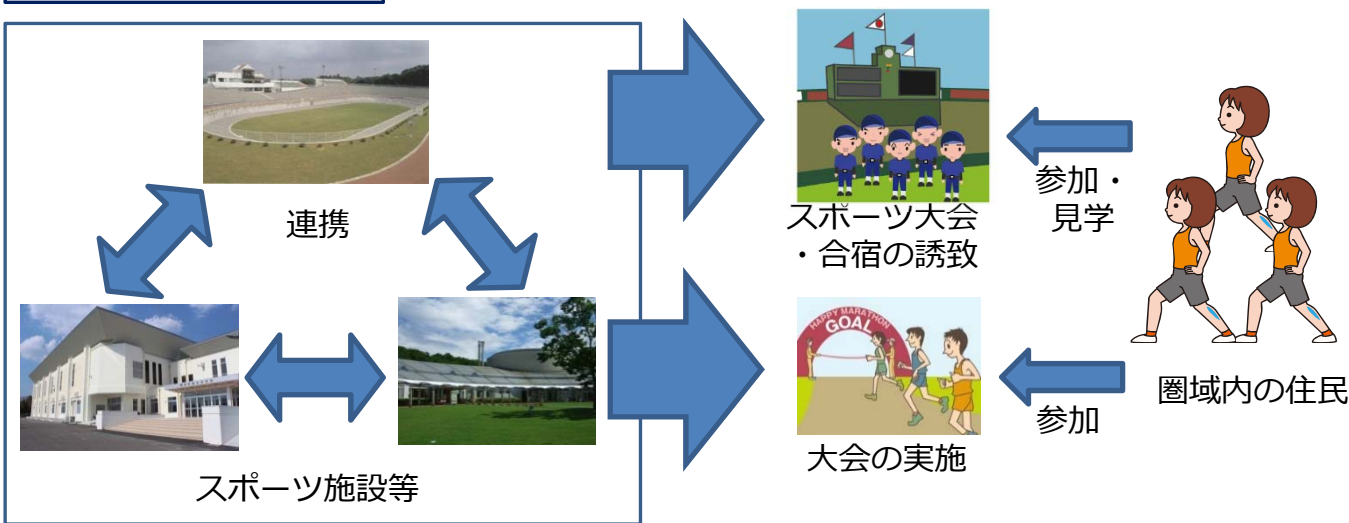 連携
スポーツ施設等
スポーツ大会
・合宿の誘致
HAPPY MARATHON
GOAL
大会の実施
参加・
見学
参加
圏域内の住民